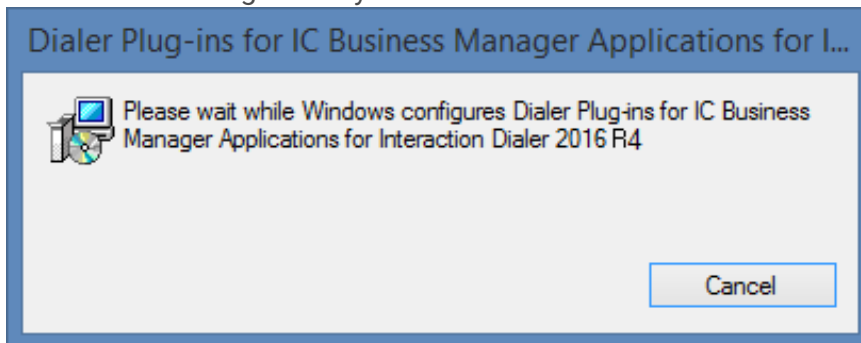 Dialer Plug-ins for IC Business Manager Applications for I...
Please wait while Windows configures Dialer Plug-ins for IC Business
Manager Applications for Interaction Dialer 2016 R4
Cancel